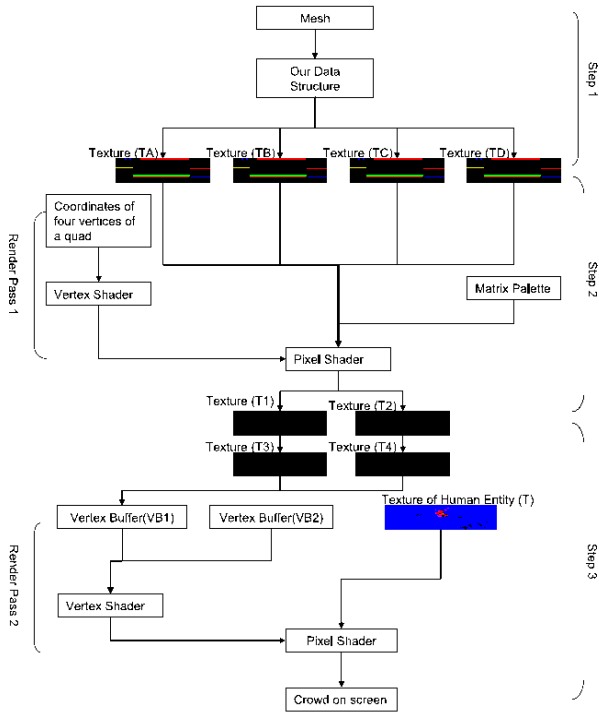 Mesh
Our Data
Structure
Step 1
Texture (TA)
Texture (TB)
Texture (TC)
Texture (TD)
Coordinates of
four vertices of
a quad
Render Pass 1
Vertex Shader
Matrix Palette
Step 2
Pixel Shader
Texture (T1)
Texture (T2)
Texture (T3)
Texture (T4)
Texture of Human Entity (T)
Vertex Buffer(VB1)
Vertex Buffer(VB2)
Render Pass 2
Step 3
Vertex Shader
Pixel Shader
Crowd on screen